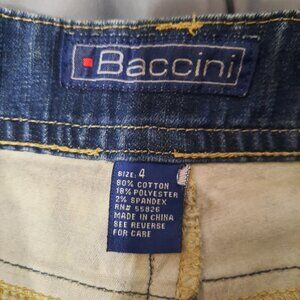 Baccini
SIZE: 4
80% COTTON
18% POLYESTER
2% SPANDEX
RN# 55826
MADE IN CHINA
SEE REVERSE
FOR CARE